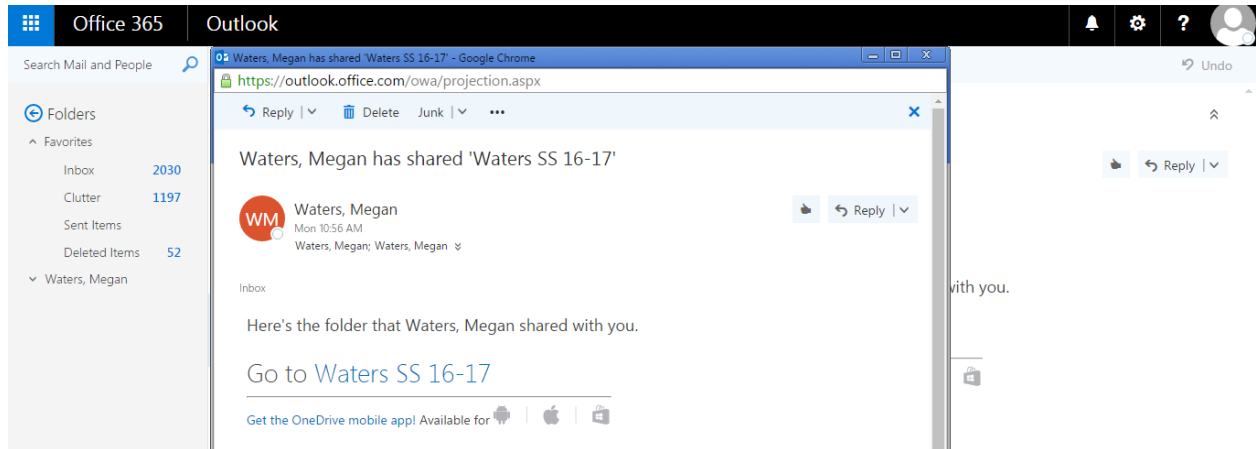 Office 365 Outlook ?
Search Mail and People
Undo
Waters, Megan has shared 'Waters SS 16-17' - Google Chrome
https://outlook.office.com/owa/projection.aspx
Reply Delete Junk •••
Folders
Favorites
Inbox 2030
Clutter 1197
Sent Items
Deleted Items 52
Waters, Megan
Waters, Megan has shared 'Waters SS 16-17'
WM
Waters, Megan
Mon 10:56 AM
Waters, Megan; Waters, Megan
Reply
Reply
Inbox
Here's the folder that Waters, Megan shared with you.
with you.
Go to Waters SS 16-17
Get the OneDrive mobile app! Available for